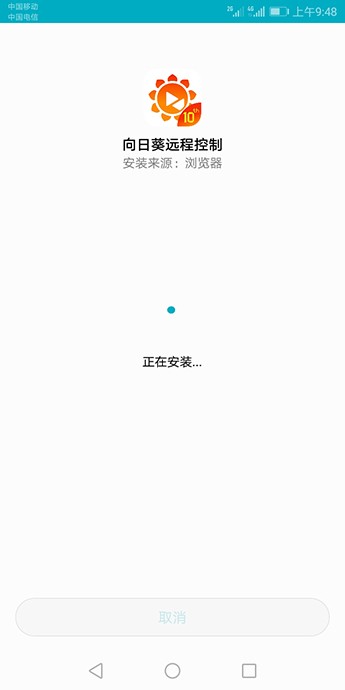 中国移动
中国电信
2G 4G 上午9:48
10th
向日葵远程控制
安装来源：浏览器
正在安装...
取消